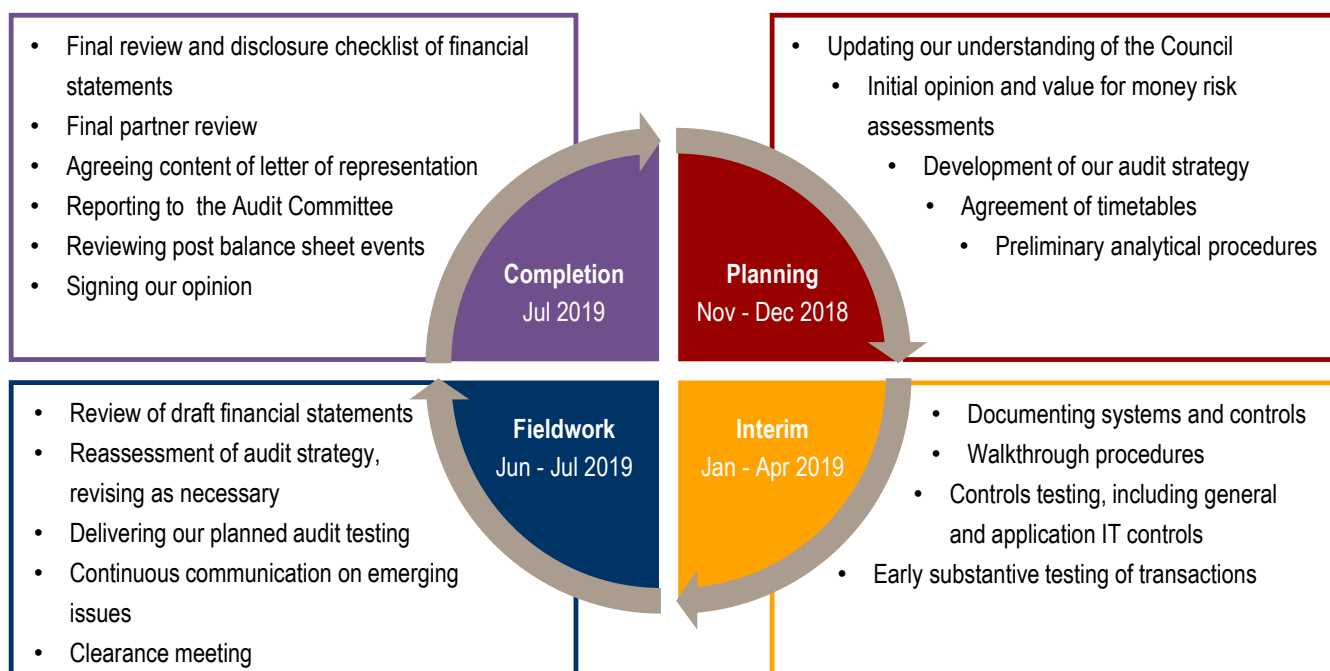 • Final review and disclosure checklist of financial
statements
• Final partner review
• Agreeing content of letter of representation
• Reporting to the Audit Committee
• Reviewing post balance sheet events
• Signing our opinion
Completion
Jul 2019
• Updating our understanding of the Council
• Initial opinion and value for money risk
assessments
• Development of our audit strategy
• Agreement of timetables
• Preliminary analytical procedures
Planning
Nov - Dec 2018
• Review of draft financial statements
• Reassessment of audit strategy,
revising as necessary
• Delivering our planned audit testing
• Continuous communication on emerging
issues
• Clearance meeting
Fieldwork
Jun - Jul 2019
Interim
Jan - Apr 2019
• Documenting systems and controls
• Walkthrough procedures
• Controls testing, including general
and application IT controls
• Early substantive testing of transactions